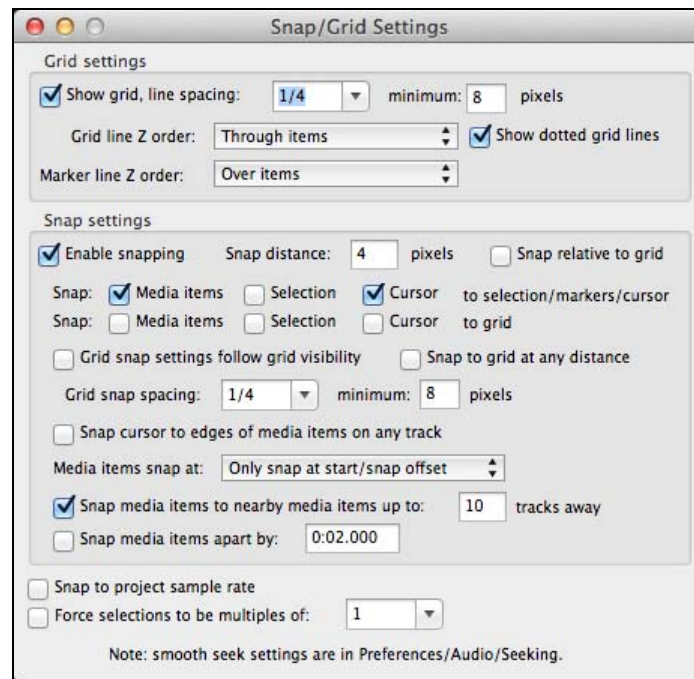 Snap/Grid Settings
Grid settings
Show grid, line spacing: 1/4 minimum: 8 pixels
Grid line Z order: Through items Show dotted grid lines
Marker line Z order: Over items
Snap settings
Enable snapping Snap distance: 4 pixels Snap relative to grid
Snap: Media items Selection Cursor to selection/markers/cursor
Snap: Media items Selection Cursor to grid
Grid snap settings follow grid visibility Snap to grid at any distance
Grid snap spacing: 1/4 minimum: 8 pixels
Snap cursor to edges of media items on any track
Media items snap at: Only snap at start/snap offset
Snap media items to nearby media items up to: 10 tracks away
Snap media items apart by: 0:02.000
Snap to project sample rate
Force selections to be multiples of: 1
Note: smooth seek settings are in Preferences/Audio/Seeking.